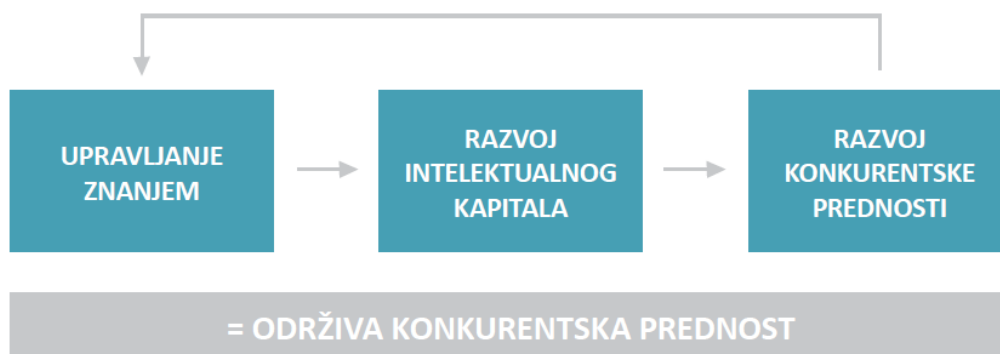 UPRAVLJANJE
ZNANJEM
RAZVOJ
INTELEKTUALNOG
KAPITALA
RAZVOJ
KONKURENTSKE
PREDNOSTI
= ODRŽIVA KONKURENTSKA PREDNOST